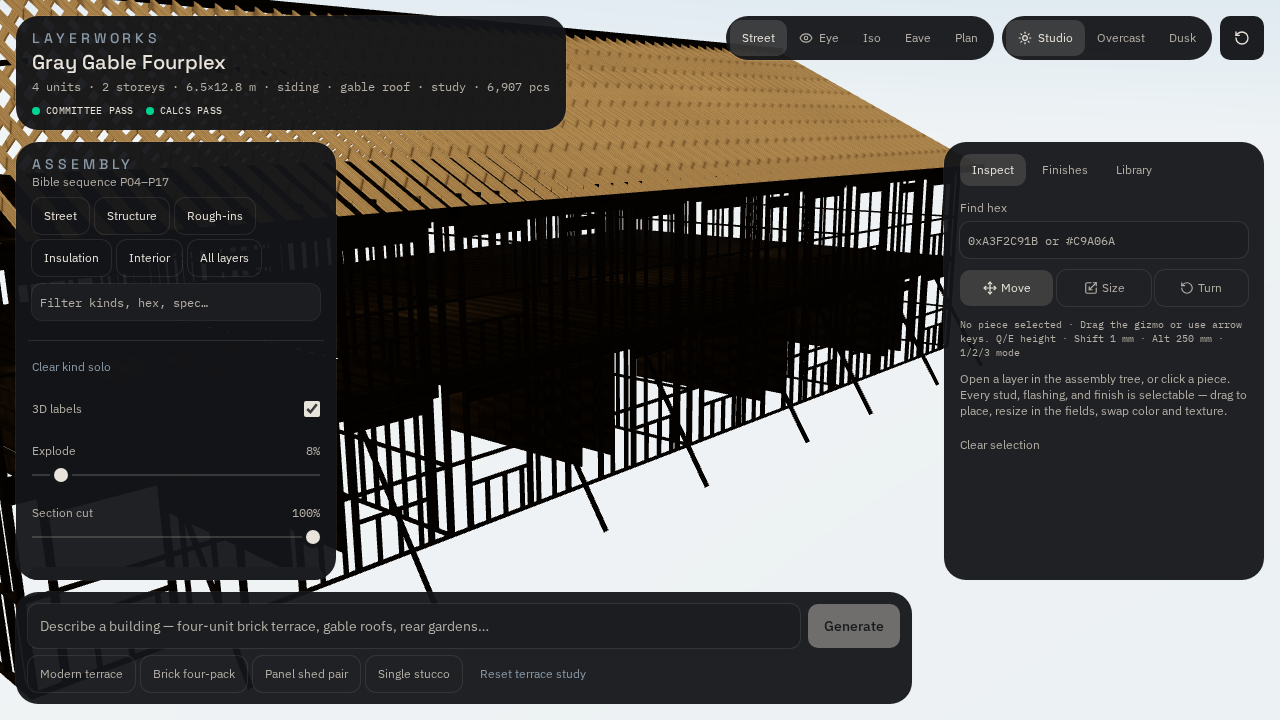 LAYERWORKS
Gray Gable Fourplex
4 units · 2 storeys · 6.5×12.8 m · siding · gable roof · study · 6,907 pcs
COMMITTEE PASS CALCS PASS
Street Eye Iso Eave Plan
Studio Overcast Dusk
ASSEMBLY
Bible sequence P04–P17
Street Structure Rough-ins
Insulation Interior All layers
Filter kinds, hex, spec…
Clear kind solo
3D labels
Explode 8%
Section cut 100%
Inspect Finishes Library
Find hex
0xA3F2C91B or #C9A06A
Move Size Turn
No piece selected · Drag the gizmo or use arrow
keys. Q/E height · Shift 1 mm · Alt 250 mm ·
1/2/3 mode
Open a layer in the assembly tree, or click a piece.
Every stud, flashing, and finish is selectable — drag to
place, resize in the fields, swap color and texture.
Clear selection
Describe a building — four-unit brick terrace, gable roofs, rear gardens…
Generate
Modern terrace Brick four-pack Panel shed pair Single stucco Reset terrace study